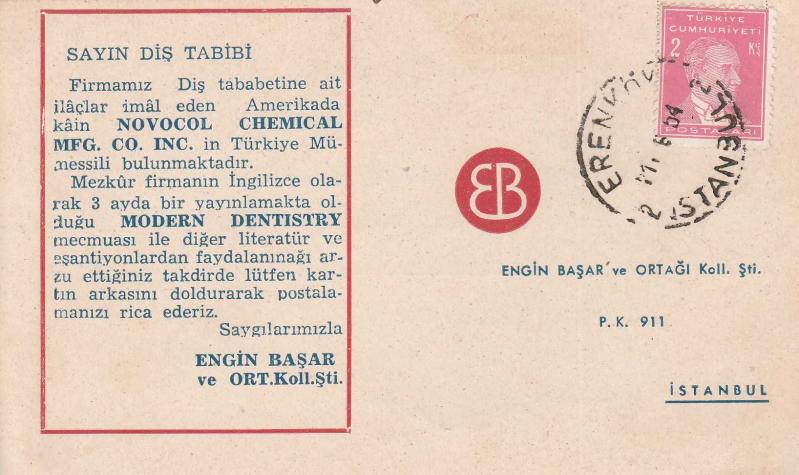 SAYIN DİŞ TABİBİ
Firmamız Diş tababetine ait
ilâçlar imâl eden Amerikada
kâin NOVOCOL CHEMICAL
MFG. CO. INC. in Türkiye Mü-
messili bulunmaktadır.
Mezkûr firmanın İngilizce ola-
rak 3 ayda bir yayınlamakta ol-
duğu MODERN DENTISTRY
mecmuası ile diğer literatür ve
eşantiyonlardan faydalanınağı ar-
zu ettiğiniz takdirde lütfen kar-
tın arkasını doldurarak postala-
manızı rica ederiz.
Saygılarımızla
ENGİN BAŞAR
ve ORT.Koll.Şti.
TÜRKİYE
CUMHURİYETİ
2 Kş
POSTALARI
ERENKÖY
İSTANBUL
EB
ENGİN BAŞAR ve ORTAĞI Koll. Şti.
P. K. 911
İSTANBUL